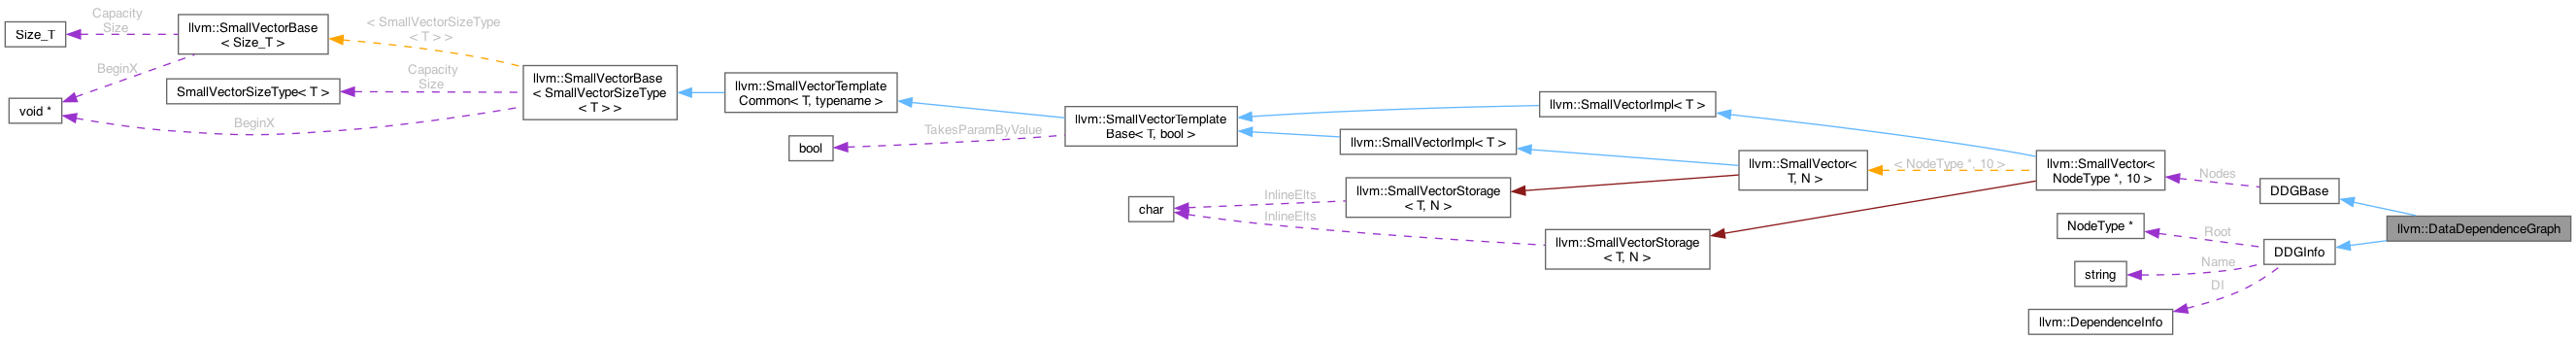 Size_T
Capacity
Size
llvm::SmallVectorBase
< Size_T >
< SmallVectorSizeType
< T > >
BeginX
void *
SmallVectorSizeType< T >
Capacity
Size
BeginX
llvm::SmallVectorBase
< SmallVectorSizeType
< T > >
llvm::SmallVectorTemplate
Common< T, typename >
bool
TakesParamByValue
llvm::SmallVectorTemplate
Base< T, bool >
llvm::SmallVectorImpl< T >
llvm::SmallVectorImpl< T >
char
InlineElts
InlineElts
llvm::SmallVectorStorage
< T, N >
llvm::SmallVectorStorage
< T, N >
llvm::SmallVector<
T, N >
< NodeType *, 10 >
llvm::SmallVector<
NodeType *, 10 >
Nodes
DDGBase
NodeType *
Root
string
Name
DI
llvm::DependenceInfo
DDGInfo
llvm::DataDependenceGraph